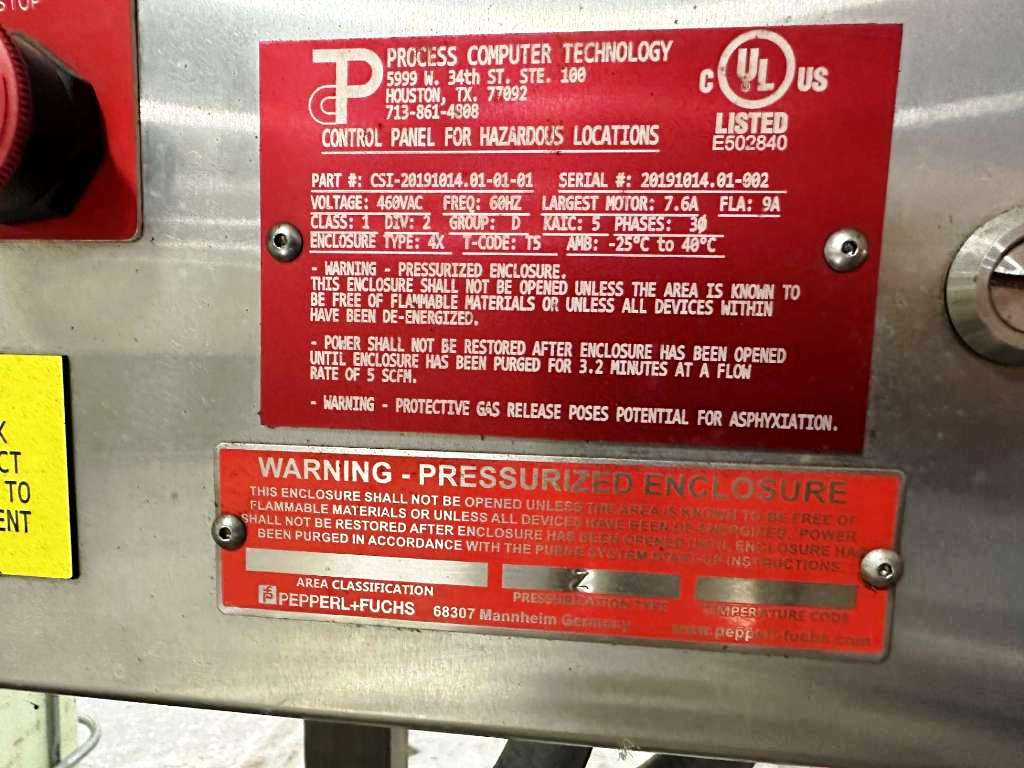 STOP
PROCESS COMPUTER TECHNOLOGY
5999 W. 34th ST. STE. 100
HOUSTON, TX. 77092
713-861-4808
CONTROL PANEL FOR HAZARDOUS LOCATIONS
C UL US
LISTED
E502840
PART #: CSI-20191014.01-01-01 SERIAL #: 20191014.01-002
VOLTAGE: 460VAC FREQ: 60HZ LARGEST MOTOR: 7.6A FLA: 9A
CLASS: 1 DIV: 2 GROUP: D KAIC: 5 PHASES: 3Ø
ENCLOSURE TYPE: 4X T-CODE: T5 AMB: -25°C to 40°C
- WARNING - PRESSURIZED ENCLOSURE.
THIS ENCLOSURE SHALL NOT BE OPENED UNLESS THE AREA IS KNOWN TO
BE FREE OF FLAMMABLE MATERIALS OR UNLESS ALL DEVICES WITHIN
HAVE BEEN DE-ENERGIZED.
- POWER SHALL NOT BE RESTORED AFTER ENCLOSURE HAS BEEN OPENED
UNTIL ENCLOSURE HAS BEEN PURGED FOR 3.2 MINUTES AT A FLOW
RATE OF 5 SCFM.
- WARNING - PROTECTIVE GAS RELEASE POSES POTENTIAL FOR ASPHYXIATION.
X
CT
TO
ENT
WARNING - PRESSURIZED ENCLOSURE
THIS ENCLOSURE SHALL NOT BE OPENED UNLESS THE AREA IS KNOWN TO BE FREE OF
FLAMMABLE MATERIALS OR UNLESS ALL DEVICES HAVE BEEN DE-ENERGIZED. POWER
SHALL NOT BE RESTORED AFTER ENCLOSURE HAS BEEN OPENED UNTIL ENCLOSURE HAS
BEEN PURGED IN ACCORDANCE WITH THE PURGE SYSTEM START-UP INSTRUCTIONS.
Z
AREA CLASSIFICATION PRESSURIZATION TYPE TEMPERATURE CODE
PEPPERL+FUCHS 68307 Mannheim Germany www.pepperl-fuchs.com